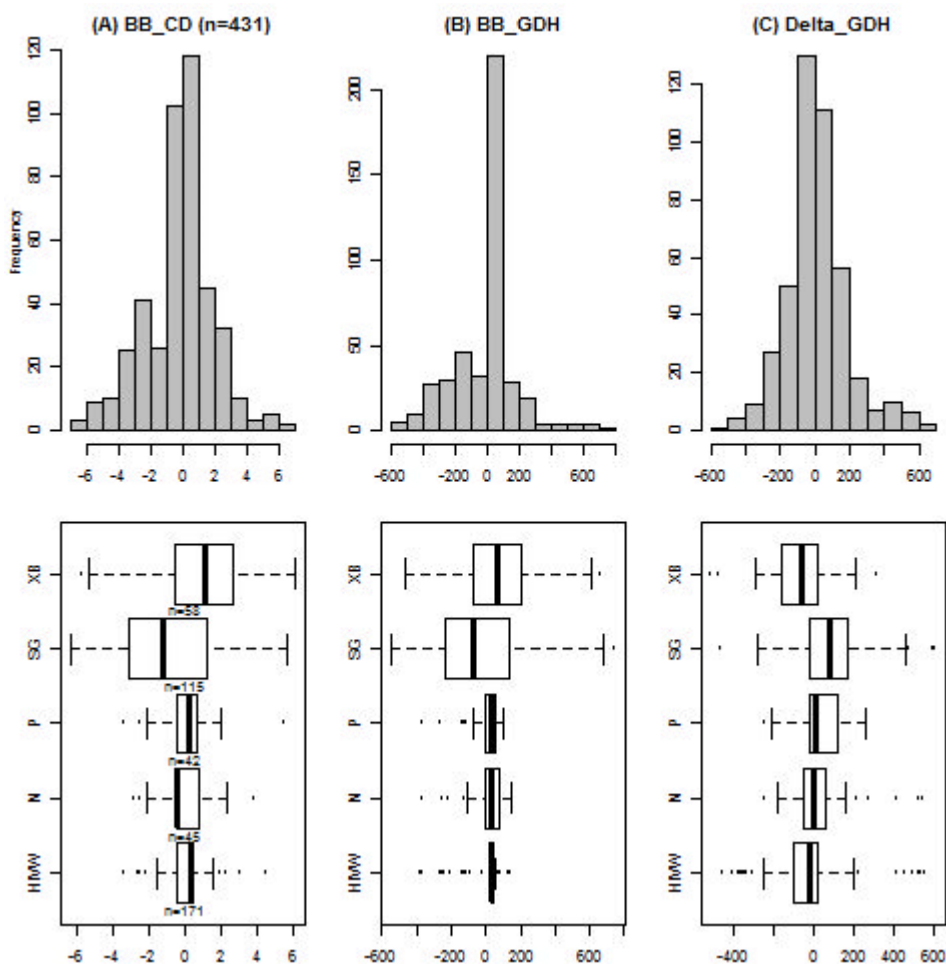 (A) BB_CD (n=431)
(B) BB_GDH
(C) Delta_GDH
Frequency
120
100
80
60
40
20
0
-6 -4 -2 0 2 4 6
200
150
100
50
0
-600 -200 0 200 600
120
100
80
60
40
20
0
-600 -200 0 200 600
XB
SG
P
N
HMW
n=58
n=115
n=42
n=45
n=171
-6 -4 -2 0 2 4 6
XB
SG
P
N
HMW
-600 -200 0 200 600
XB
SG
P
N
HMW
-400 -200 0 200 400 600